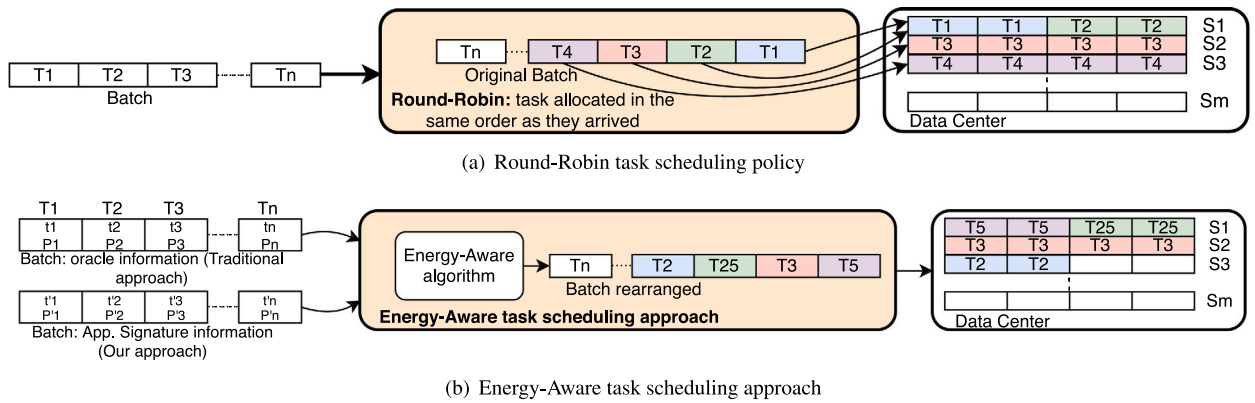 T1 T2 T3 Tn
Batch
Tn T4 T3 T2 T1
Original Batch
Round-Robin: task allocated in the
same order as they arrived
T1 T1 T2 T2 S1
T3 T3 T3 T3 S2
T4 T4 T4 T4 S3
Sm
Data Center
(a) Round-Robin task scheduling policy
T1 T2 T3 Tn
t1 t2 t3 tn
P1 P2 P3 Pn
Batch: oracle information (Traditional
approach)
t'1 t'2 t'3 t'n
P'1 P'2 P'3 P'n
Batch: App. Signature information
(Our approach)
Energy-Aware
algorithm
Tn T2 T25 T3 T5
Batch rearranged
Energy-Aware task scheduling approach
T5 T5 T25 T25 S1
T3 T3 T3 T3 S2
T2 T2 S3
Sm
Data Center
(b) Energy-Aware task scheduling approach